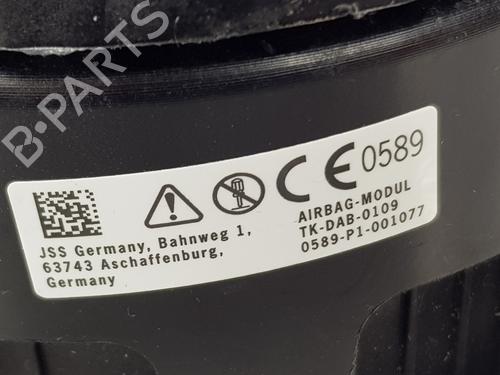 B-PARTS
CE 0589
AIRBAG-MODUL
TK-DAB-0109
0589-P1-001077
JSS Germany, Bahnweg 1,
63743 Aschaffenburg,
Germany